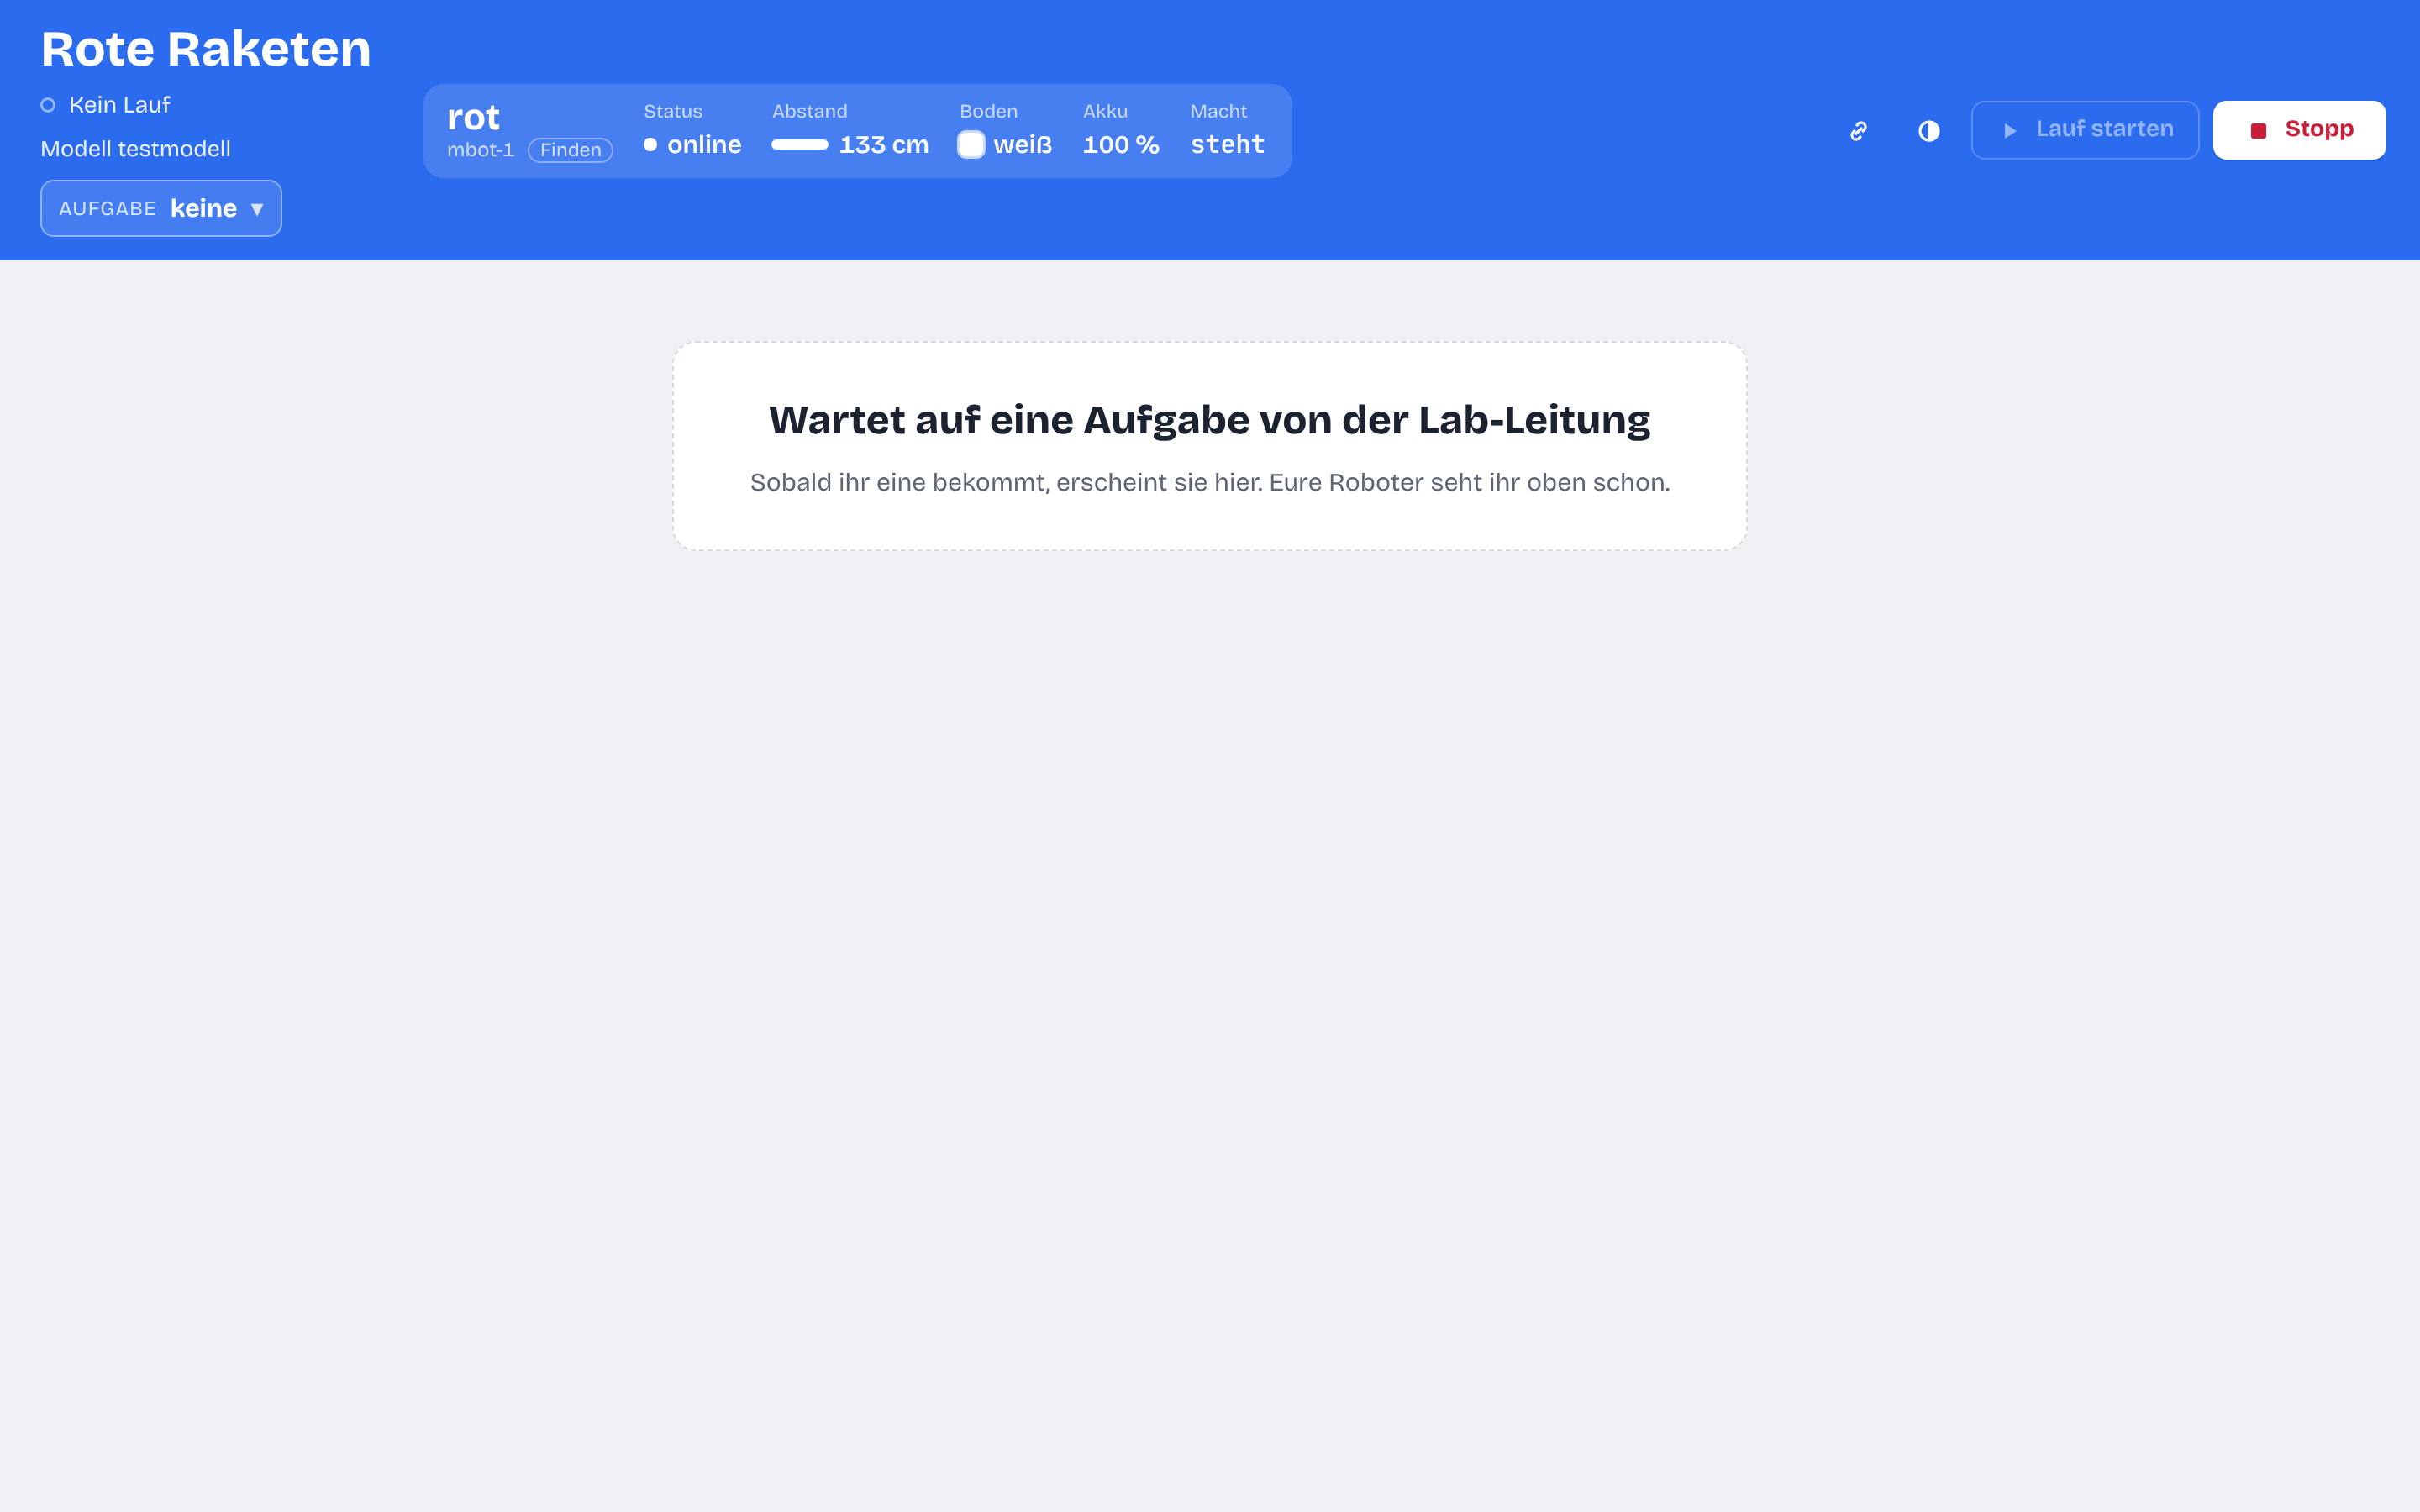 Rote Raketen
Kein Lauf
Modell testmodell
AUFGABE keine ▾
rot
mbot-1 Finden
Status
online
Abstand
133 cm
Boden
weiß
Akku
100 %
Macht
steht
Lauf starten
Stopp
Wartet auf eine Aufgabe von der Lab-Leitung
Sobald ihr eine bekommt, erscheint sie hier. Eure Roboter seht ihr oben schon.